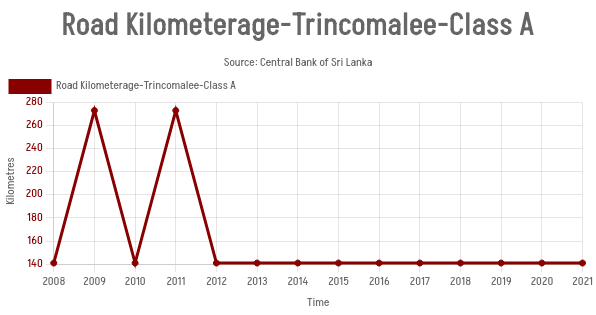 Road Kilometerage-Trincomalee-Class A
Source: Central Bank of Sri Lanka
Road Kilometerage-Trincomalee-Class A
Kilometres
280
260
240
220
200
180
160
140
2008 2009 2010 2011 2012 2013 2014 2015 2016 2017 2018 2019 2020 2021
Time